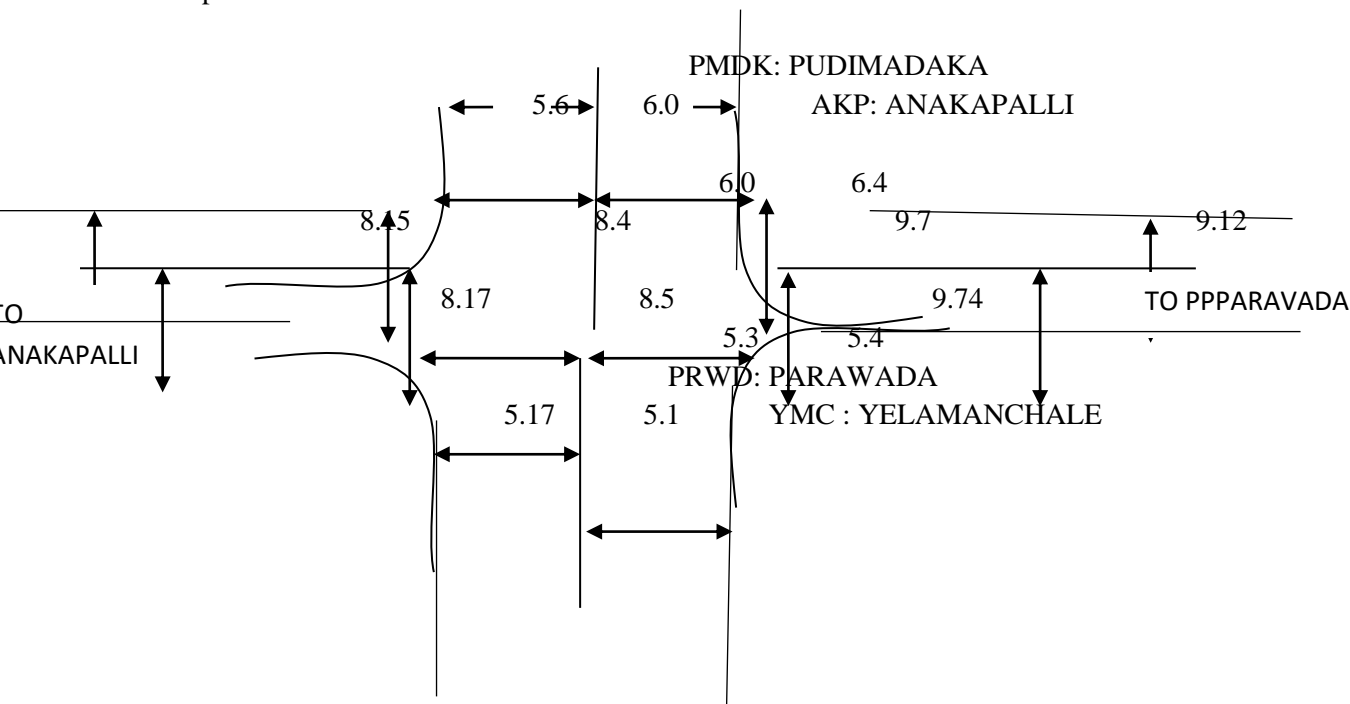 PMDK: PUDIMADAKA
5.6 6.0 AKP: ANAKAPALLI
6.0 6.4
8.15 8.4 9.7 9.12
8.17 8.5 9.74 TO PPPARAVADA
TO
5.3 5.4
ANAKAPALLI
PRWD: PARAWADA
5.17 5.1 YMC : YELAMANCHALE